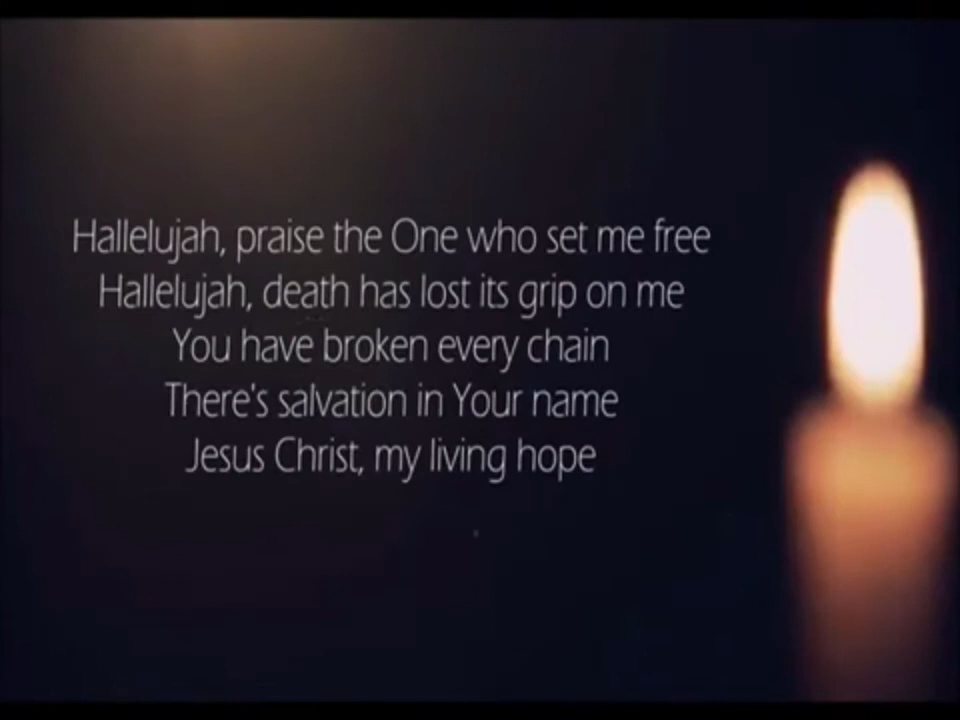 Hallelujah, praise the One who set me free
Hallelujah, death has lost its grip on me
You have broken every chain
There's salvation in Your name
Jesus Christ, my living hope